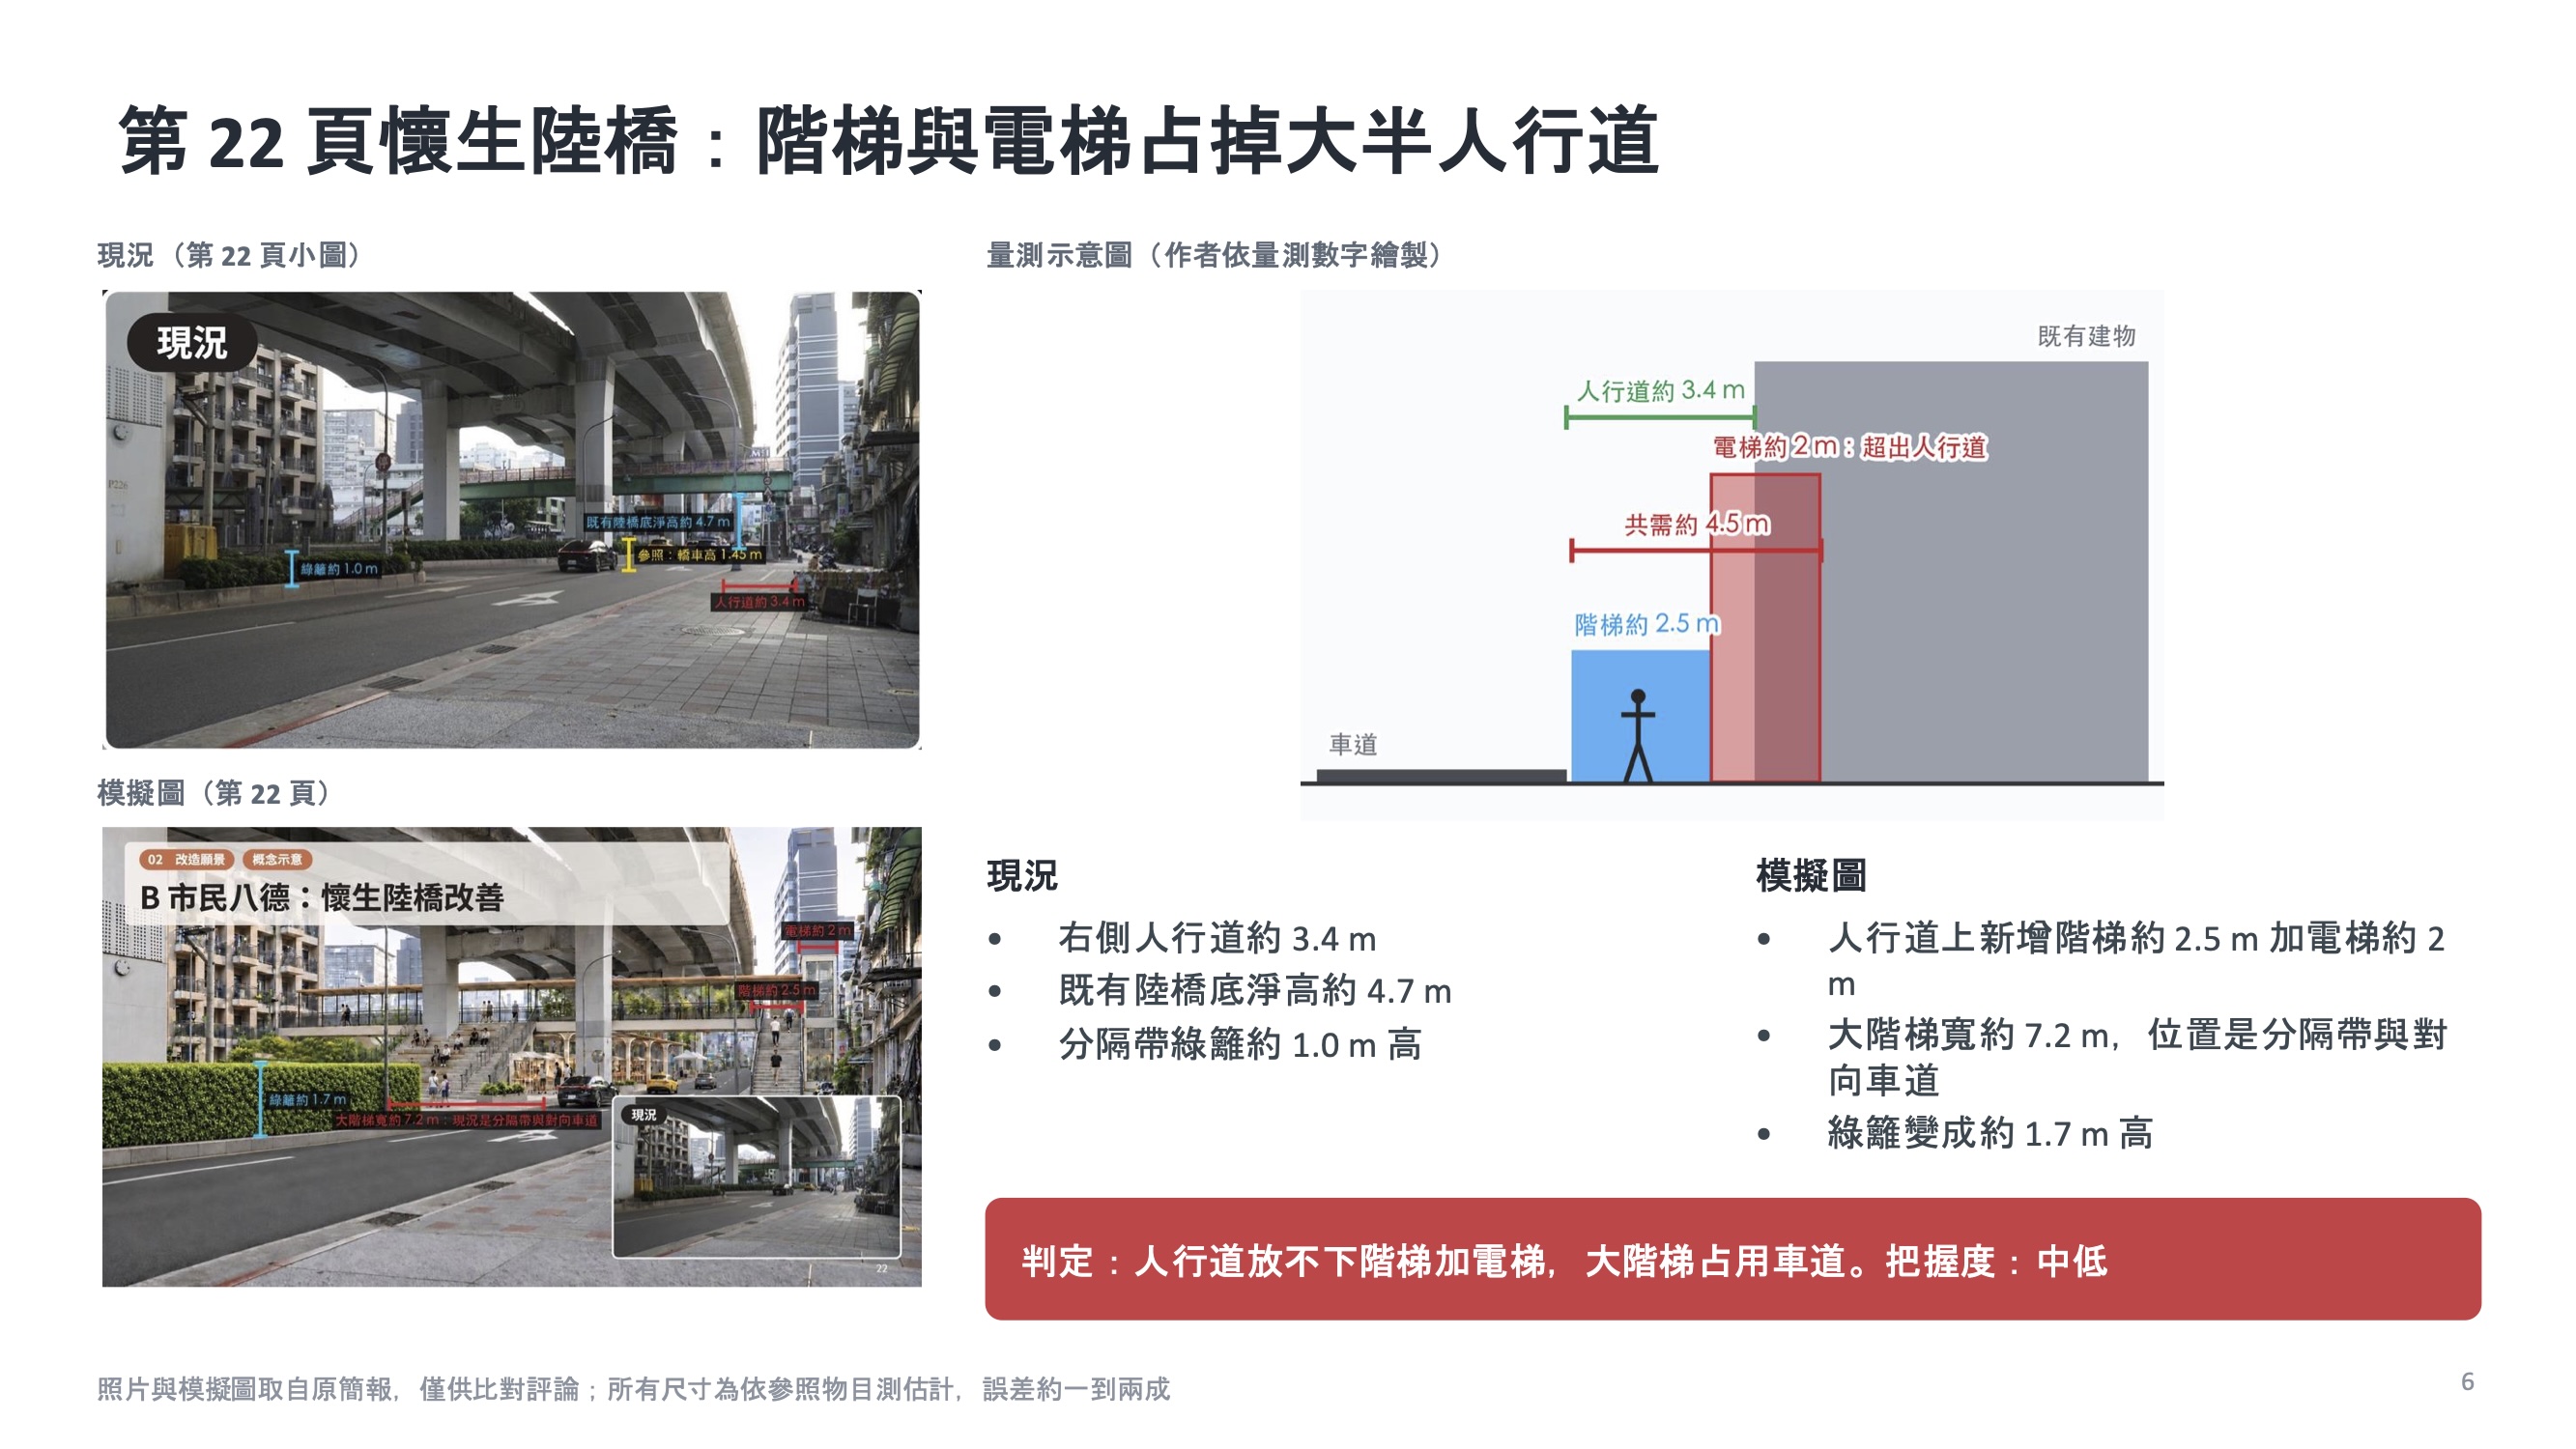 第 22 頁懷生陸橋：階梯與電梯占掉大半人行道
現況（第 22 頁小圖）
現況
P226
既有陸橋底淨高約 4.7 m
參照：轎車高 1.45 m
綠籬約 1.0 m
人行道約 3.4 m
模擬圖（第 22 頁）
02 改造願景 概念示意
B 市民八德：懷生陸橋改善
電梯約 2 m
階梯約 2.5 m
綠籬約 1.7 m
大階梯寬約 7.2 m：現況是分隔帶與對向車道
現況
22
量測示意圖（作者依量測數字繪製）
既有建物
人行道約 3.4 m
電梯約 2 m：超出人行道
共需約 4.5 m
階梯約 2.5 m
車道
現況
• 右側人行道約 3.4 m
• 既有陸橋底淨高約 4.7 m
• 分隔帶綠籬約 1.0 m 高
模擬圖
• 人行道上新增階梯約 2.5 m 加電梯約 2
m
• 大階梯寬約 7.2 m，位置是分隔帶與對
向車道
• 綠籬變成約 1.7 m 高
判定：人行道放不下階梯加電梯，大階梯占用車道。把握度：中低
照片與模擬圖取自原簡報，僅供比對評論；所有尺寸為依參照物目測估計，誤差約一到兩成
6